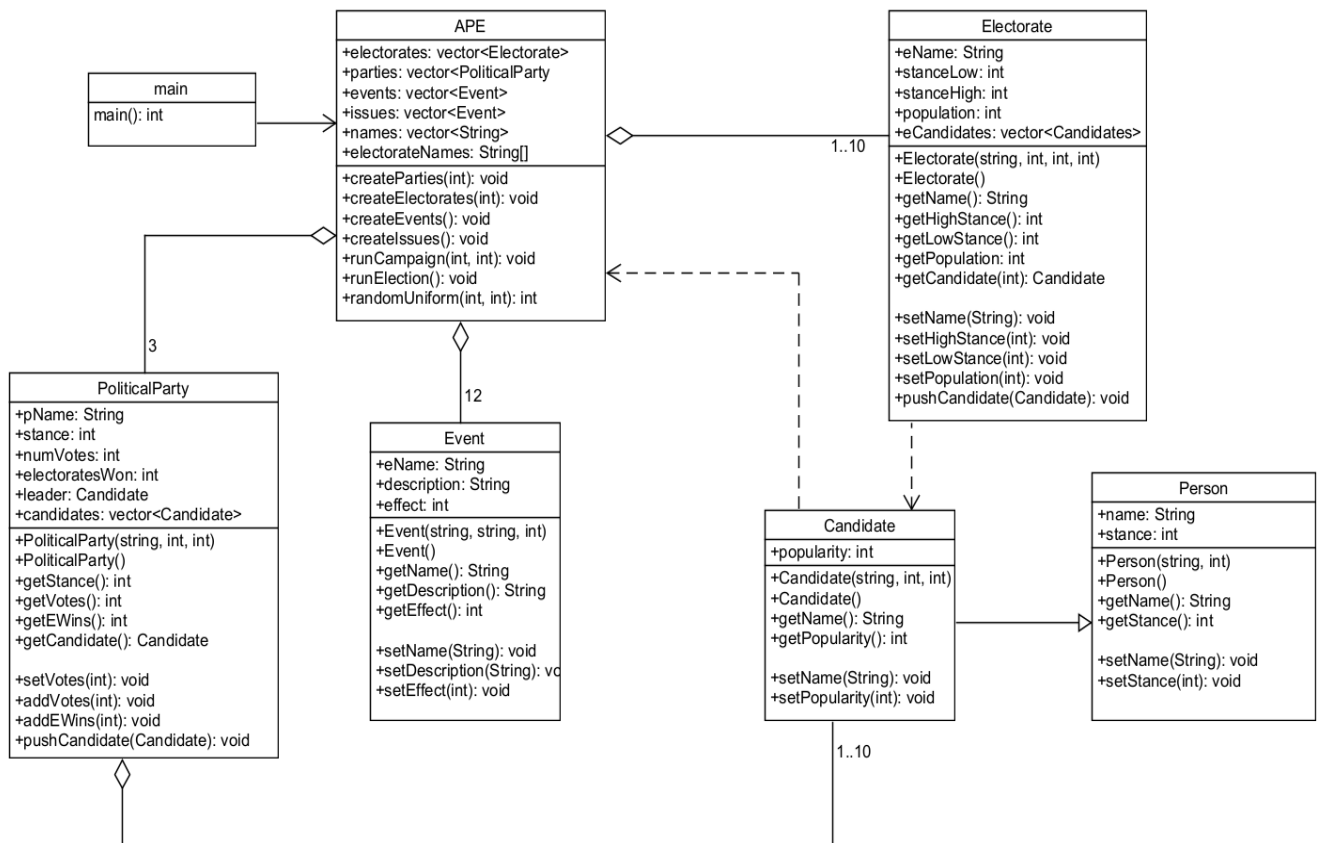 main
main(): int
APE
+electorates: vector<Electorate>
+parties: vector<PoliticalParty
+events: vector<Event>
+issues: vector<Event>
+names: vector<String>
+electorateNames: String[]
+createParties(int): void
+createElectorates(int): void
+createEvents(): void
+createIssues(): void
+runCampaign(int, int): void
+runElection(): void
+randomUniform(int, int): int
Electorate
+eName: String
+stanceLow: int
+stanceHigh: int
+population: int
+eCandidates: vector<Candidates>
+Electorate(string, int, int, int)
+Electorate()
+getName(): String
+getHighStance(): int
+getLowStance(): int
+getPopulation: int
+getCandidate(int): Candidate
+setName(String): void
+setHighStance(int): void
+setLowStance(int): void
+setPopulation(int): void
+pushCandidate(Candidate): void
1..10
3
12
PoliticalParty
+pName: String
+stance: int
+numVotes: int
+electoratesWon: int
+leader: Candidate
+candidates: vector<Candidate>
+PoliticalParty(string, int, int)
+PoliticalParty()
+getStance(): int
+getVotes(): int
+getEWins(): int
+getCandidate(): Candidate
+setVotes(int): void
+addVotes(int): void
+addEWins(int): void
+pushCandidate(Candidate): void
Event
+eName: String
+description: String
+effect: int
+Event(string, string, int)
+Event()
+getName(): String
+getDescription(): String
+getEffect(): int
+setName(String): void
+setDescription(String): vo
+setEffect(int): void
Candidate
+popularity: int
+Candidate(string, int, int)
+Candidate()
+getName(): String
+getPopularity(): int
+setName(String): void
+setPopularity(int): void
1..10
Person
+name: String
+stance: int
+Person(string, int)
+Person()
+getName(): String
+getStance(): int
+setName(String): void
+setStance(int): void